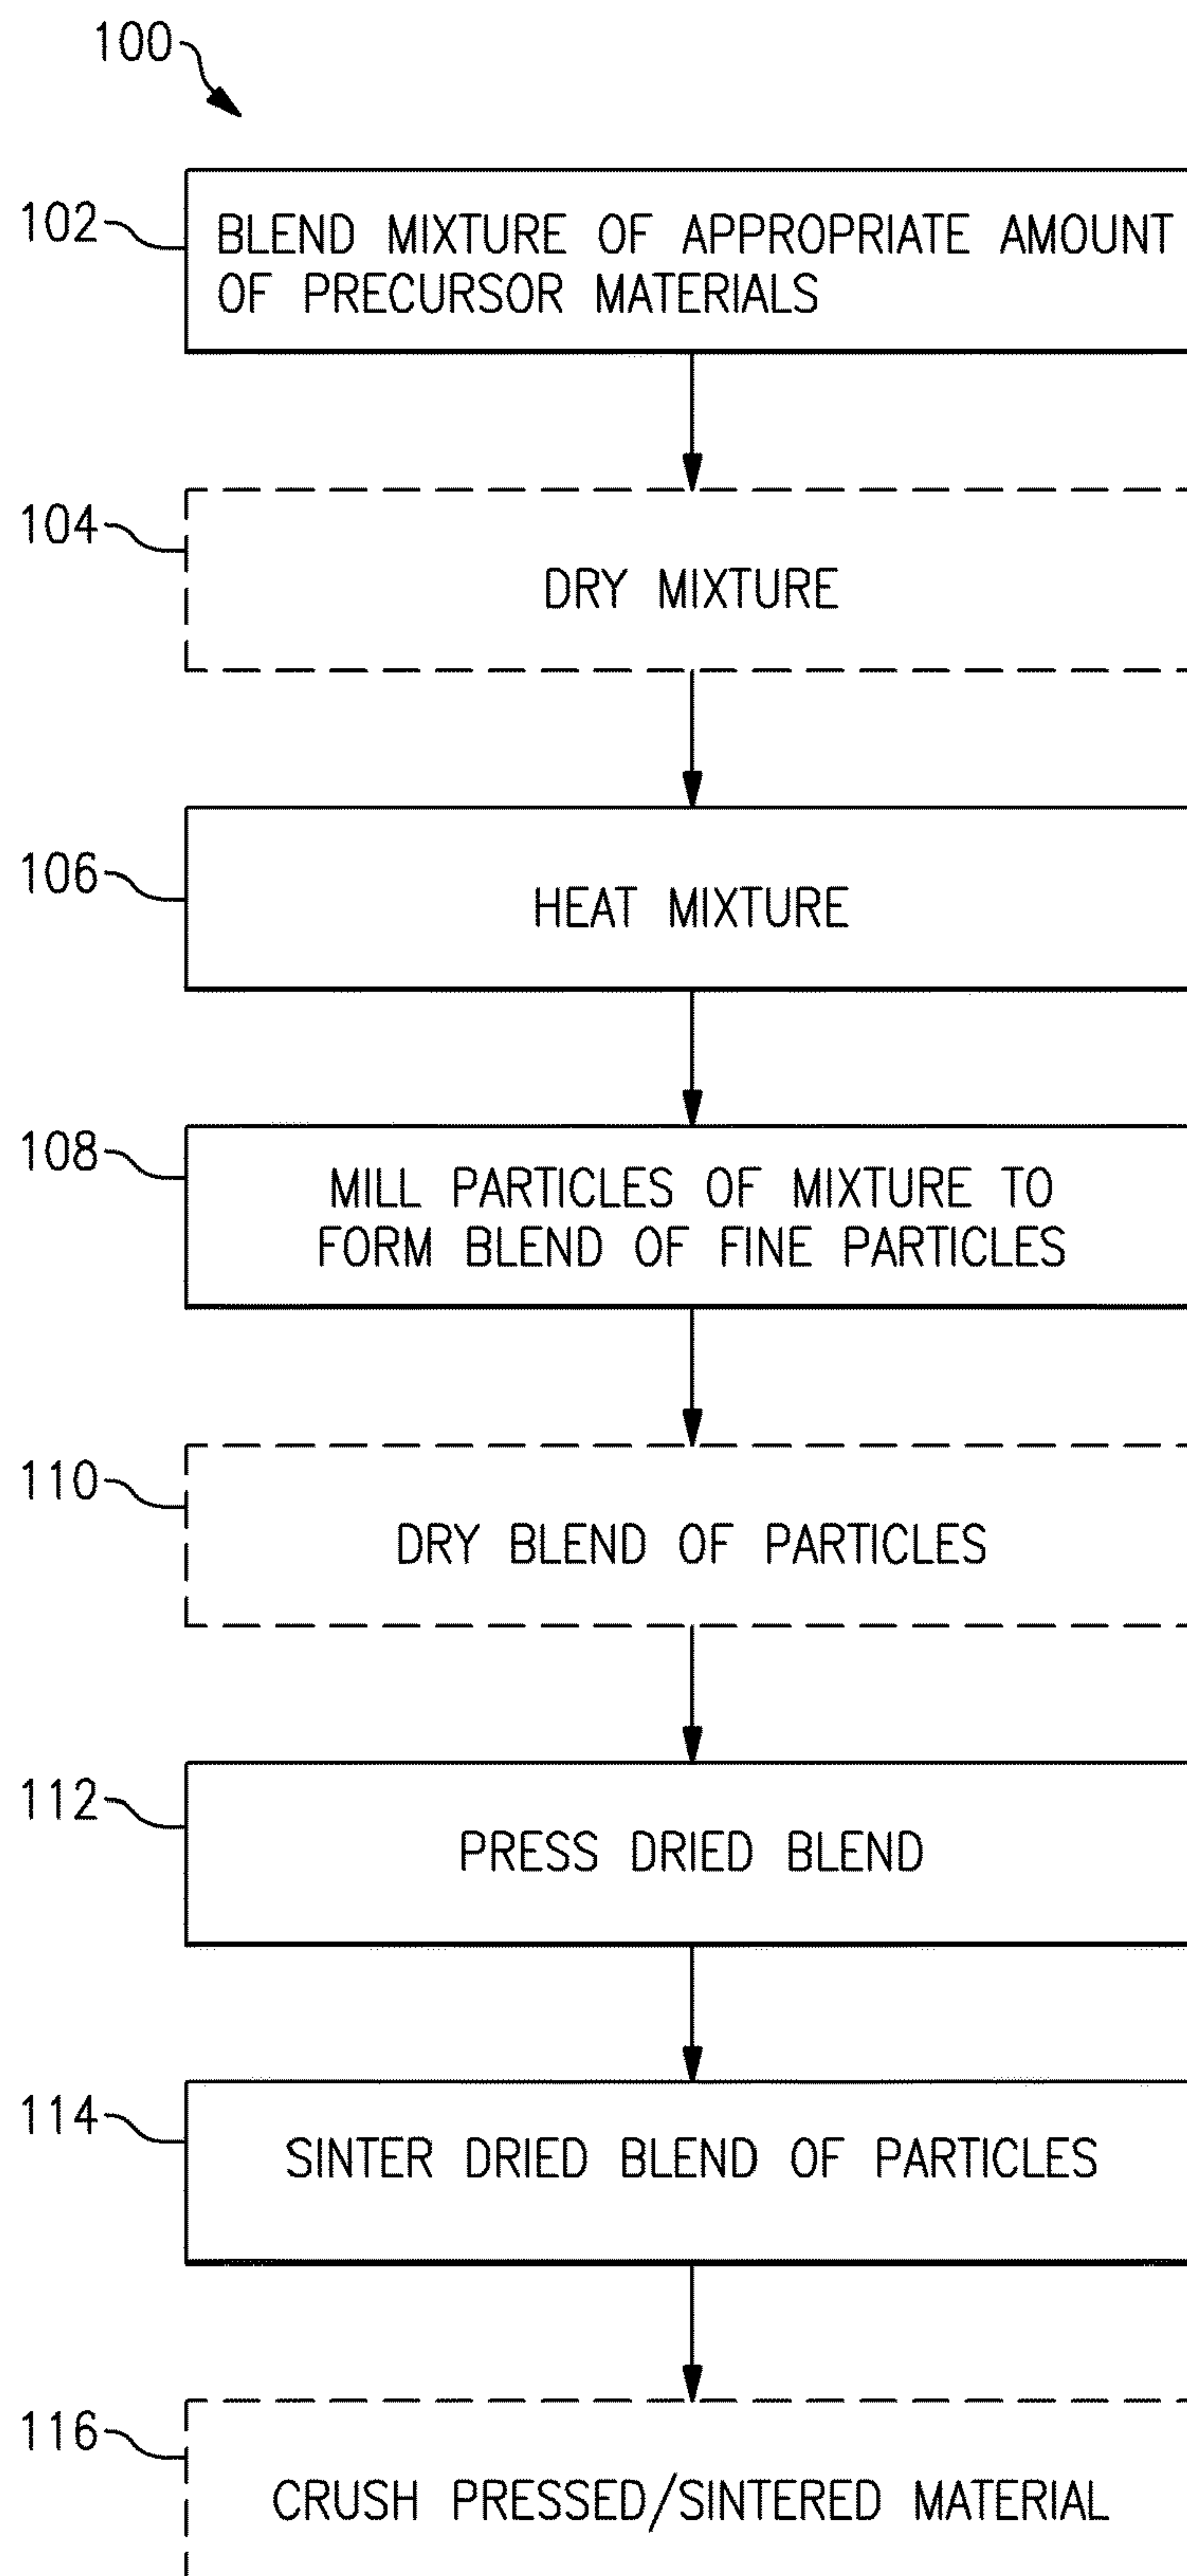 100
102
BLEND MIXTURE OF APPROPRIATE AMOUNT
OF PRECURSOR MATERIALS
104
DRY MIXTURE
106
HEAT MIXTURE
108
MILL PARTICLES OF MIXTURE TO
FORM BLEND OF FINE PARTICLES
110
DRY BLEND OF PARTICLES
112
PRESS DRIED BLEND
114
SINTER DRIED BLEND OF PARTICLES
116
CRUSH PRESSED/SINTERED MATERIAL